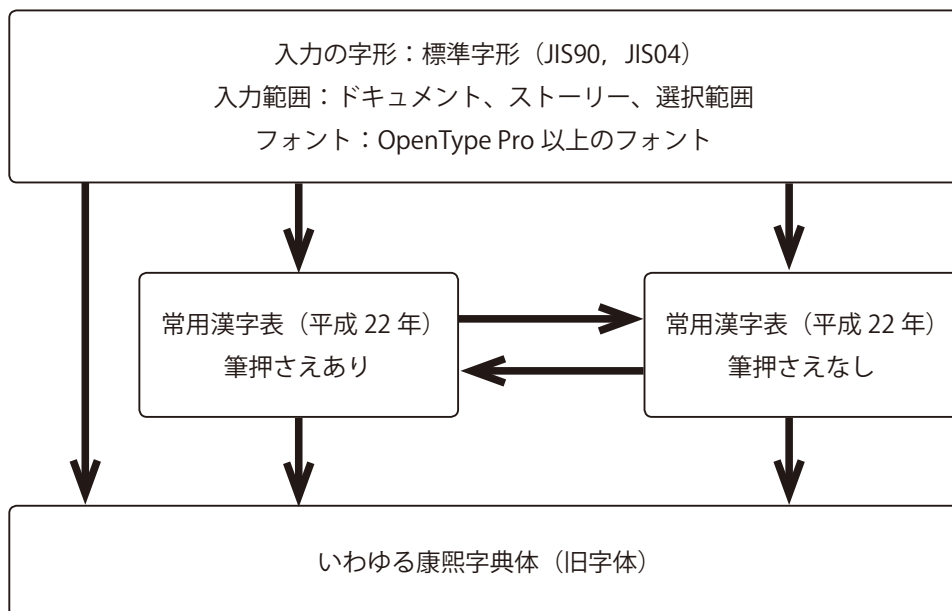 入力の字形：標準字形（JIS90，JIS04）
入力範囲：ドキュメント、ストーリー、選択範囲
フォント：OpenType Pro 以上のフォント
常用漢字表（平成 22 年）
筆押さえあり
常用漢字表（平成 22 年）
筆押さえなし
いわゆる康熙字典体（旧字体）